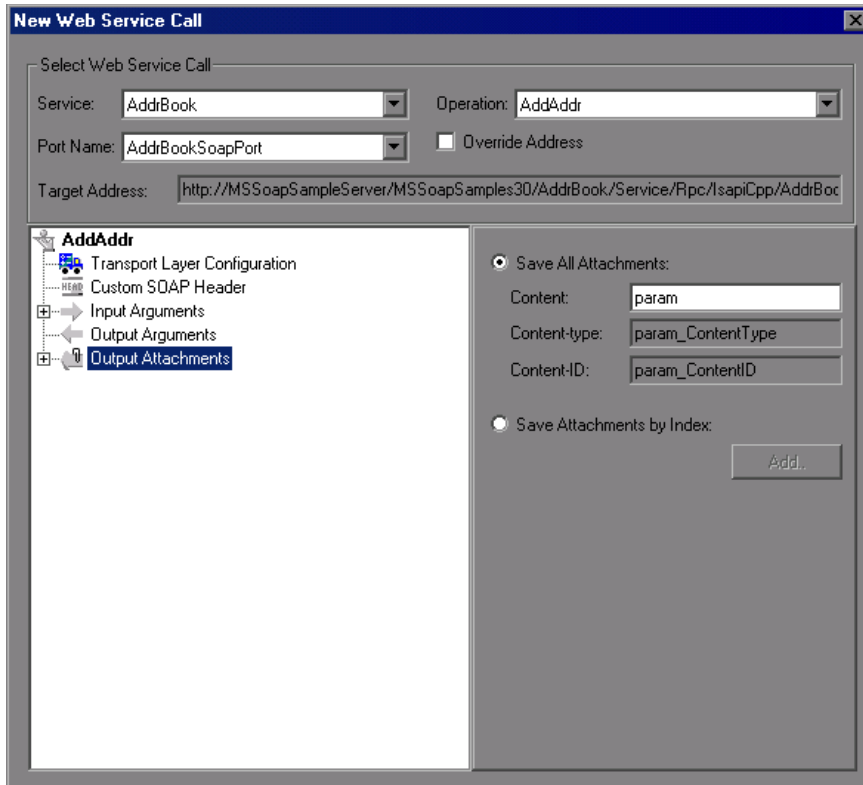 New Web Service Call
Select Web Service Call
Service: AddrBook Operation: AddAddr
Port Name: AddrBookSoapPort Override Address
Target Address: http://MSSoapSampleServer/MSSoapSamples30/AddrBook/Service/Rpc/IsapiCpp/AddrBoc
AddAddr
Transport Layer Configuration
HEAD Custom SOAP Header
Input Arguments
Output Arguments
Output Attachments
Save All Attachments:
Content: param
Content-type: param_ContentType
Content-ID: param_ContentID
Save Attachments by Index:
Add..